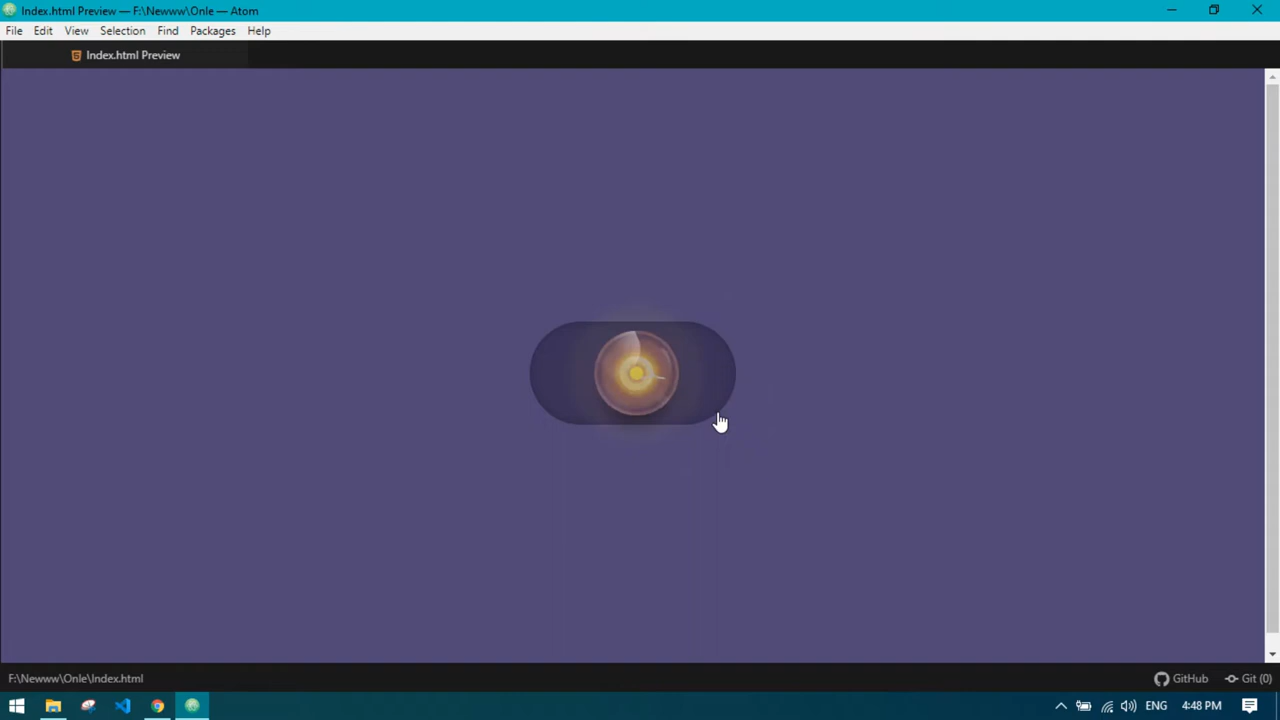 Index.html Preview — F:\Newww\Onle — Atom
File Edit View Selection Find Packages Help
Index.html Preview
F:\Newww\Onle\Index.html GitHub Git (0)
ENG 4:48 PM